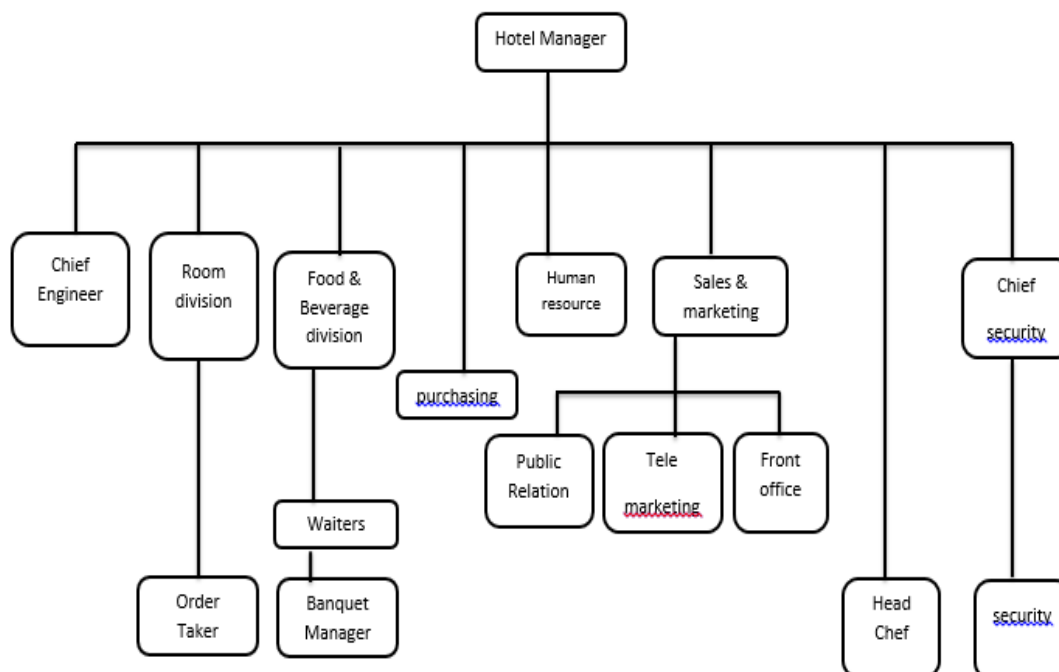 Hotel Manager
Chief
Engineer
Room
division
Food &
Beverage
division
purchasing
Human
resource
Sales &
marketing
Chief
security
Public
Relation
Tele
marketing
Front
office
Waiters
Order
Taker
Banquet
Manager
Head
Chef
security